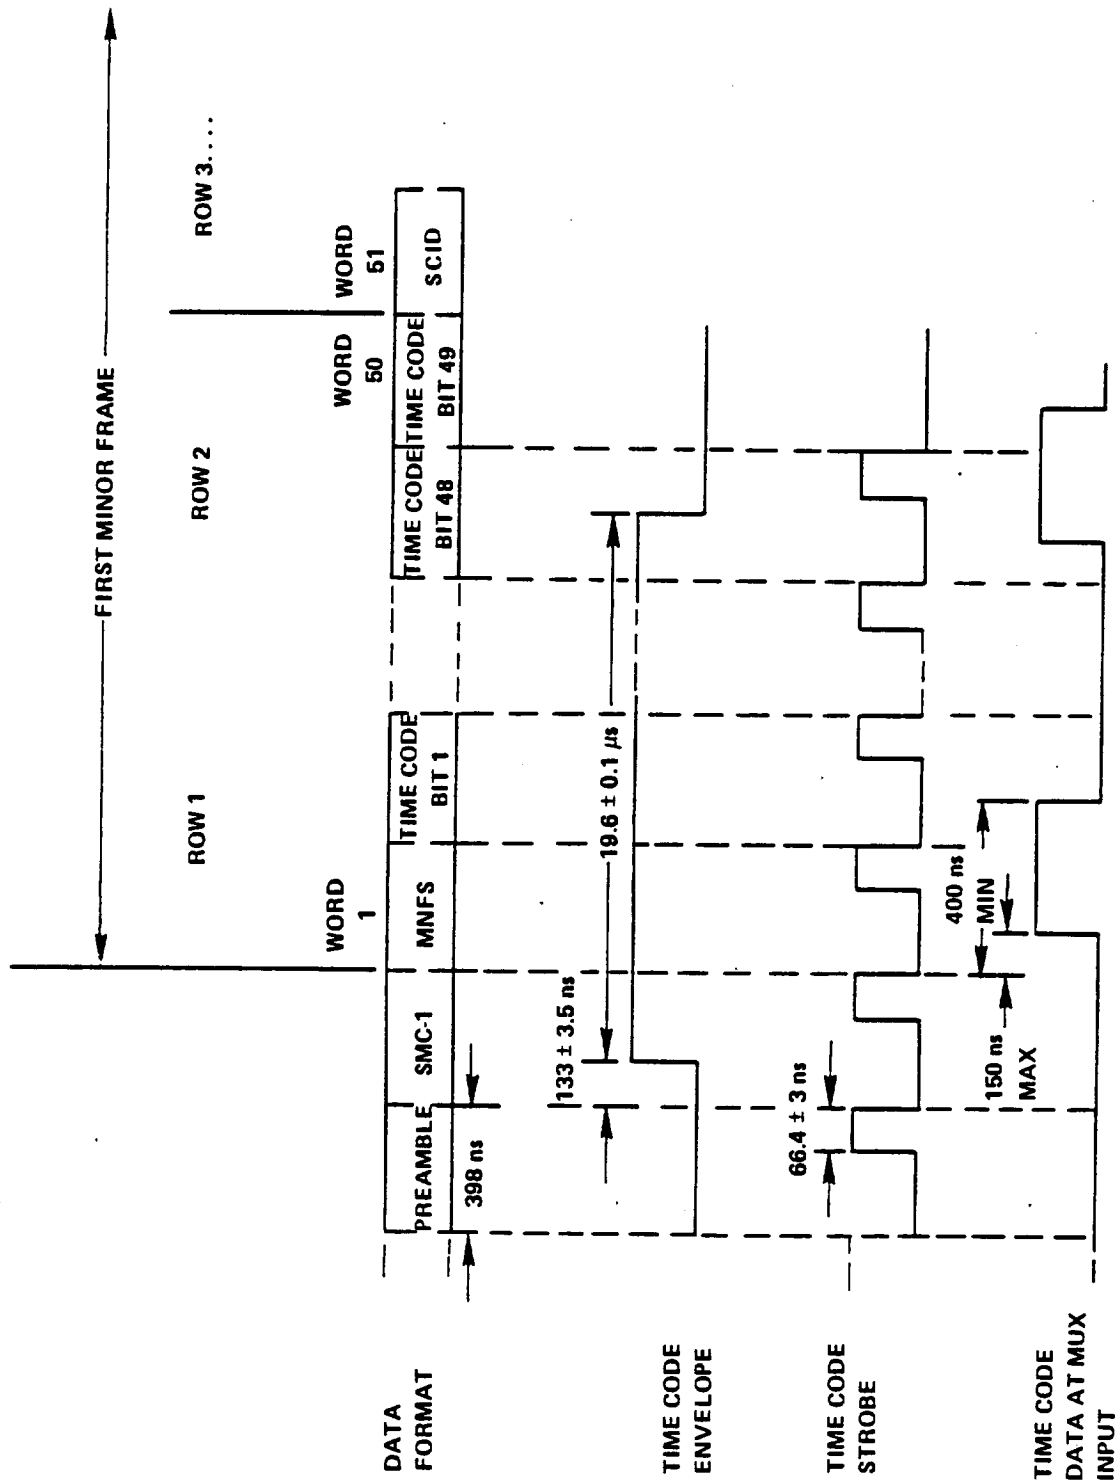 FIRST MINOR FRAME
ROW 1
ROW 2
ROW 3....
WORD
1
WORD
50
WORD
51
DATA
FORMAT
PREAMBLE
SMC-1
MNFS
TIME CODE
BIT 1
TIME CODE
BIT 48
TIME CODE
BIT 49
SCID
398 ns
133 ± 3.5 ns
19.6 ± 0.1 µs
TIME CODE
ENVELOPE
66.4 ± 3 ns
TIME CODE
STROBE
150 ns
MAX
400 ns
MIN
TIME CODE
DATA AT MUX
INPUT